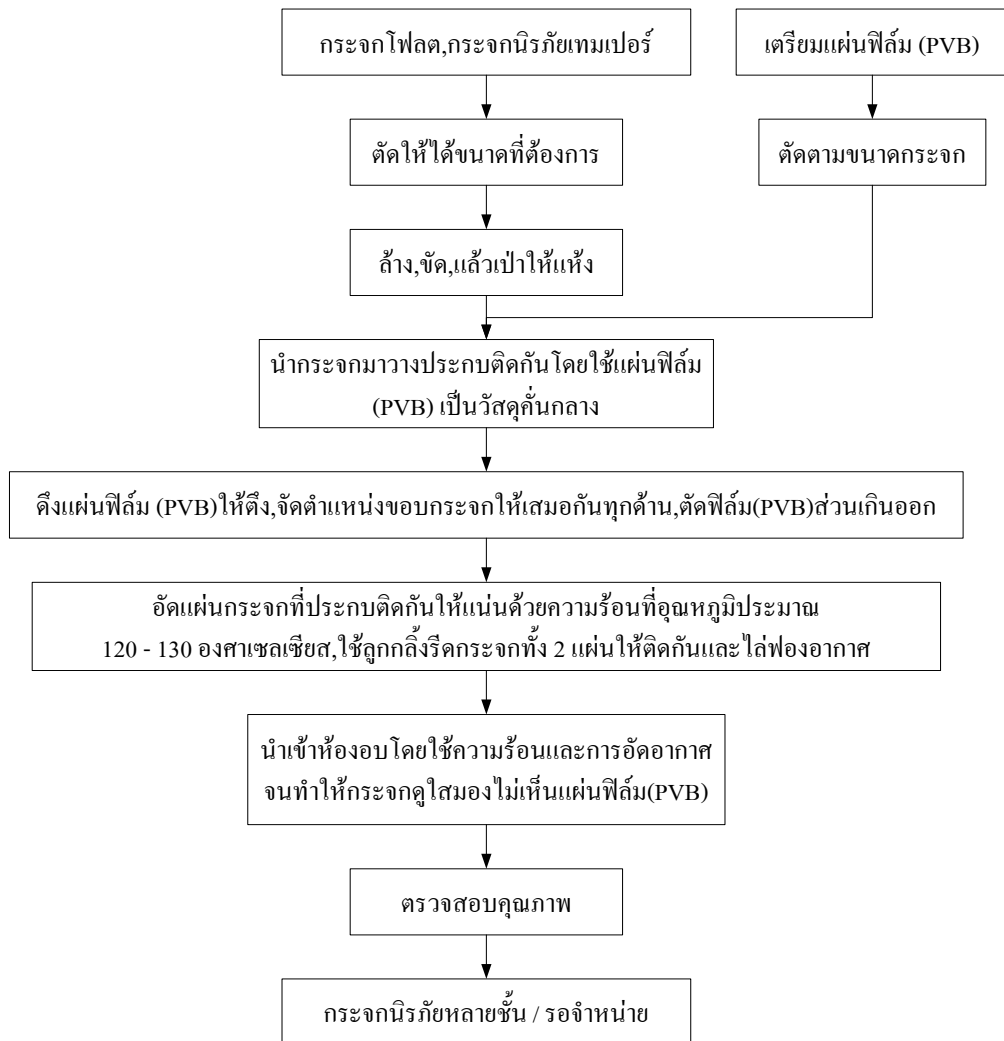 กระจกโฟลต,กระจกนิรภัยเทมเปอร์
เตรียมแผ่นฟิล์ม (PVB)
ตัดให้ได้ขนาดที่ต้องการ
ตัดตามขนาดกระจก
ล้าง,ขัด,แล้วเป่าให้แห้ง
นำกระจกมาวางประกบติดกันโดยใช้แผ่นฟิล์ม
(PVB) เป็นวัสดุคั่นกลาง
ดึงแผ่นฟิล์ม (PVB)ให้ตึง,จัดตำแหน่งขอบกระจกให้เสมอกันทุกด้าน,ตัดฟิล์ม(PVB)ส่วนเกินออก
อัดแผ่นกระจกที่ประกบติดกันให้แน่นด้วยความร้อนที่อุณหภูมิประมาณ
120 - 130 องศาเซลเซียส,ใช้ลูกกลิ้งรีดกระจกทั้ง 2 แผ่นให้ติดกันและไล่ฟองอากาศ
นำเข้าห้องอบโดยใช้ความร้อนและการอัดอากาศ
จนทำให้กระจกดูใสมองไม่เห็นแผ่นฟิล์ม(PVB)
ตรวจสอบคุณภาพ
กระจกนิรภัยหลายชั้น / รอจำหน่าย